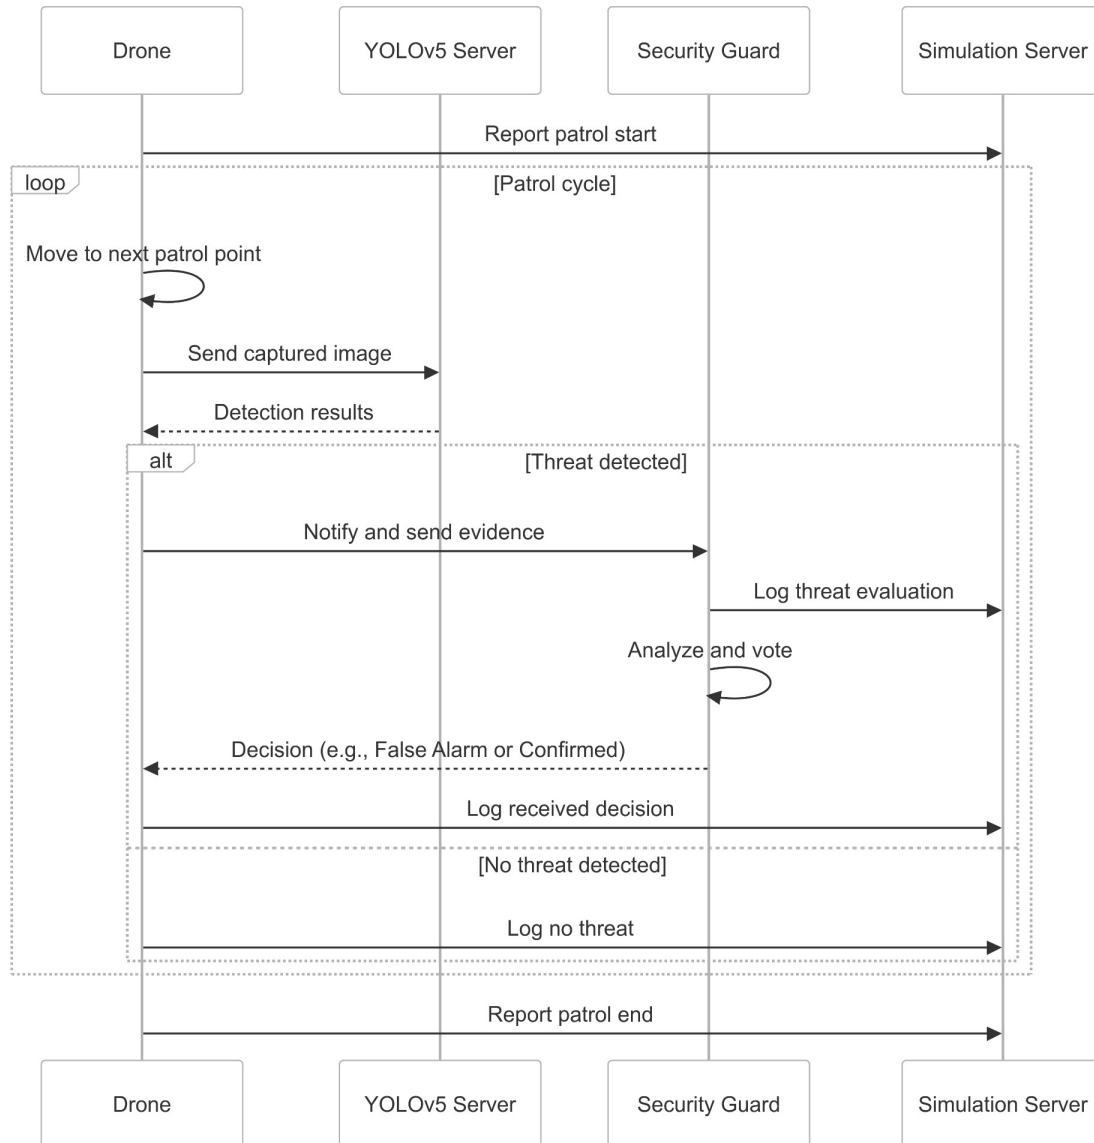 Drone
YOLOv5 Server
Security Guard
Simulation Server
Report patrol start
loop
[Patrol cycle]
Move to next patrol point
Send captured image
Detection results
alt
[Threat detected]
Notify and send evidence
Log threat evaluation
Analyze and vote
Decision (e.g., False Alarm or Confirmed)
Log received decision
[No threat detected]
Log no threat
Report patrol end
Drone
YOLOv5 Server
Security Guard
Simulation Server